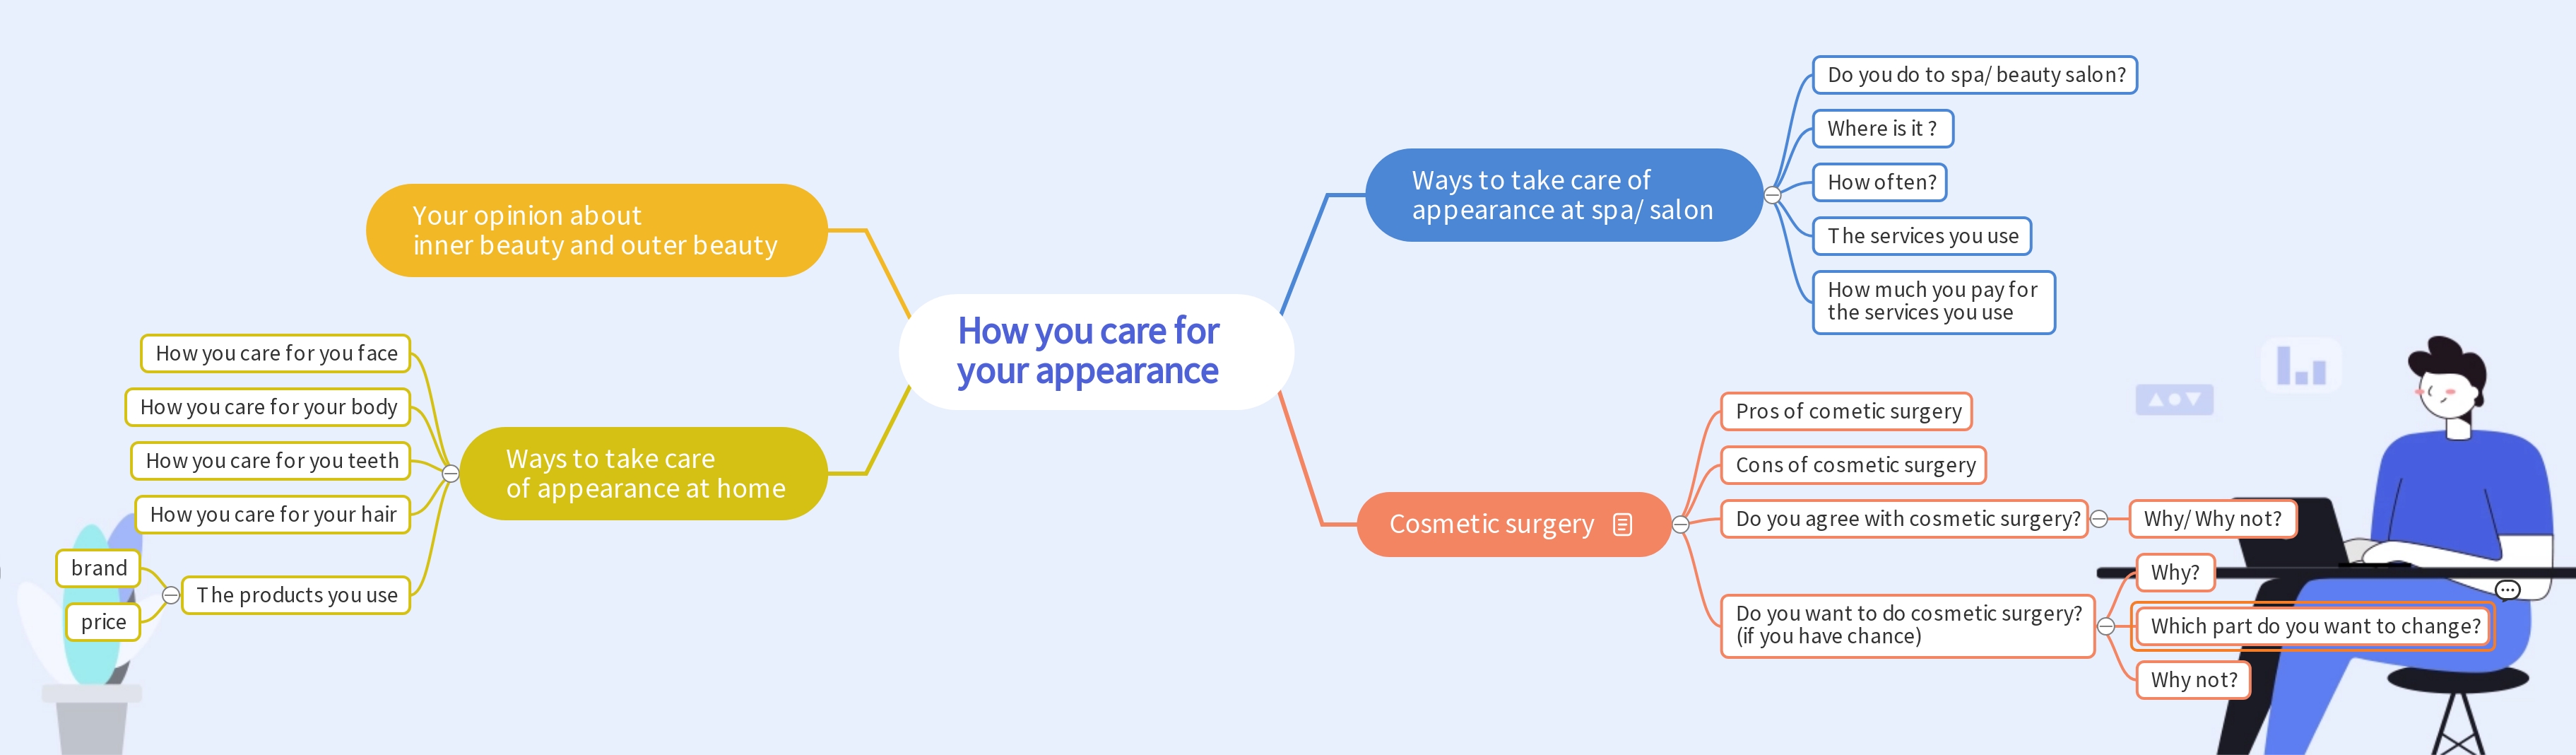 How you care for
your appearance
Your opinion about
inner beauty and outer beauty
Ways to take care
of appearance at home
How you care for you face
How you care for your body
How you care for you teeth
How you care for your hair
The products you use
brand
price
Ways to take care of
appearance at spa/ salon
Do you do to spa/ beauty salon?
Where is it ?
How often?
The services you use
How much you pay for
the services you use
Cosmetic surgery
Pros of cometic surgery
Cons of cosmetic surgery
Do you agree with cosmetic surgery?
Why/ Why not?
Do you want to do cosmetic surgery?
(if you have chance)
Why?
Which part do you want to change?
Why not?